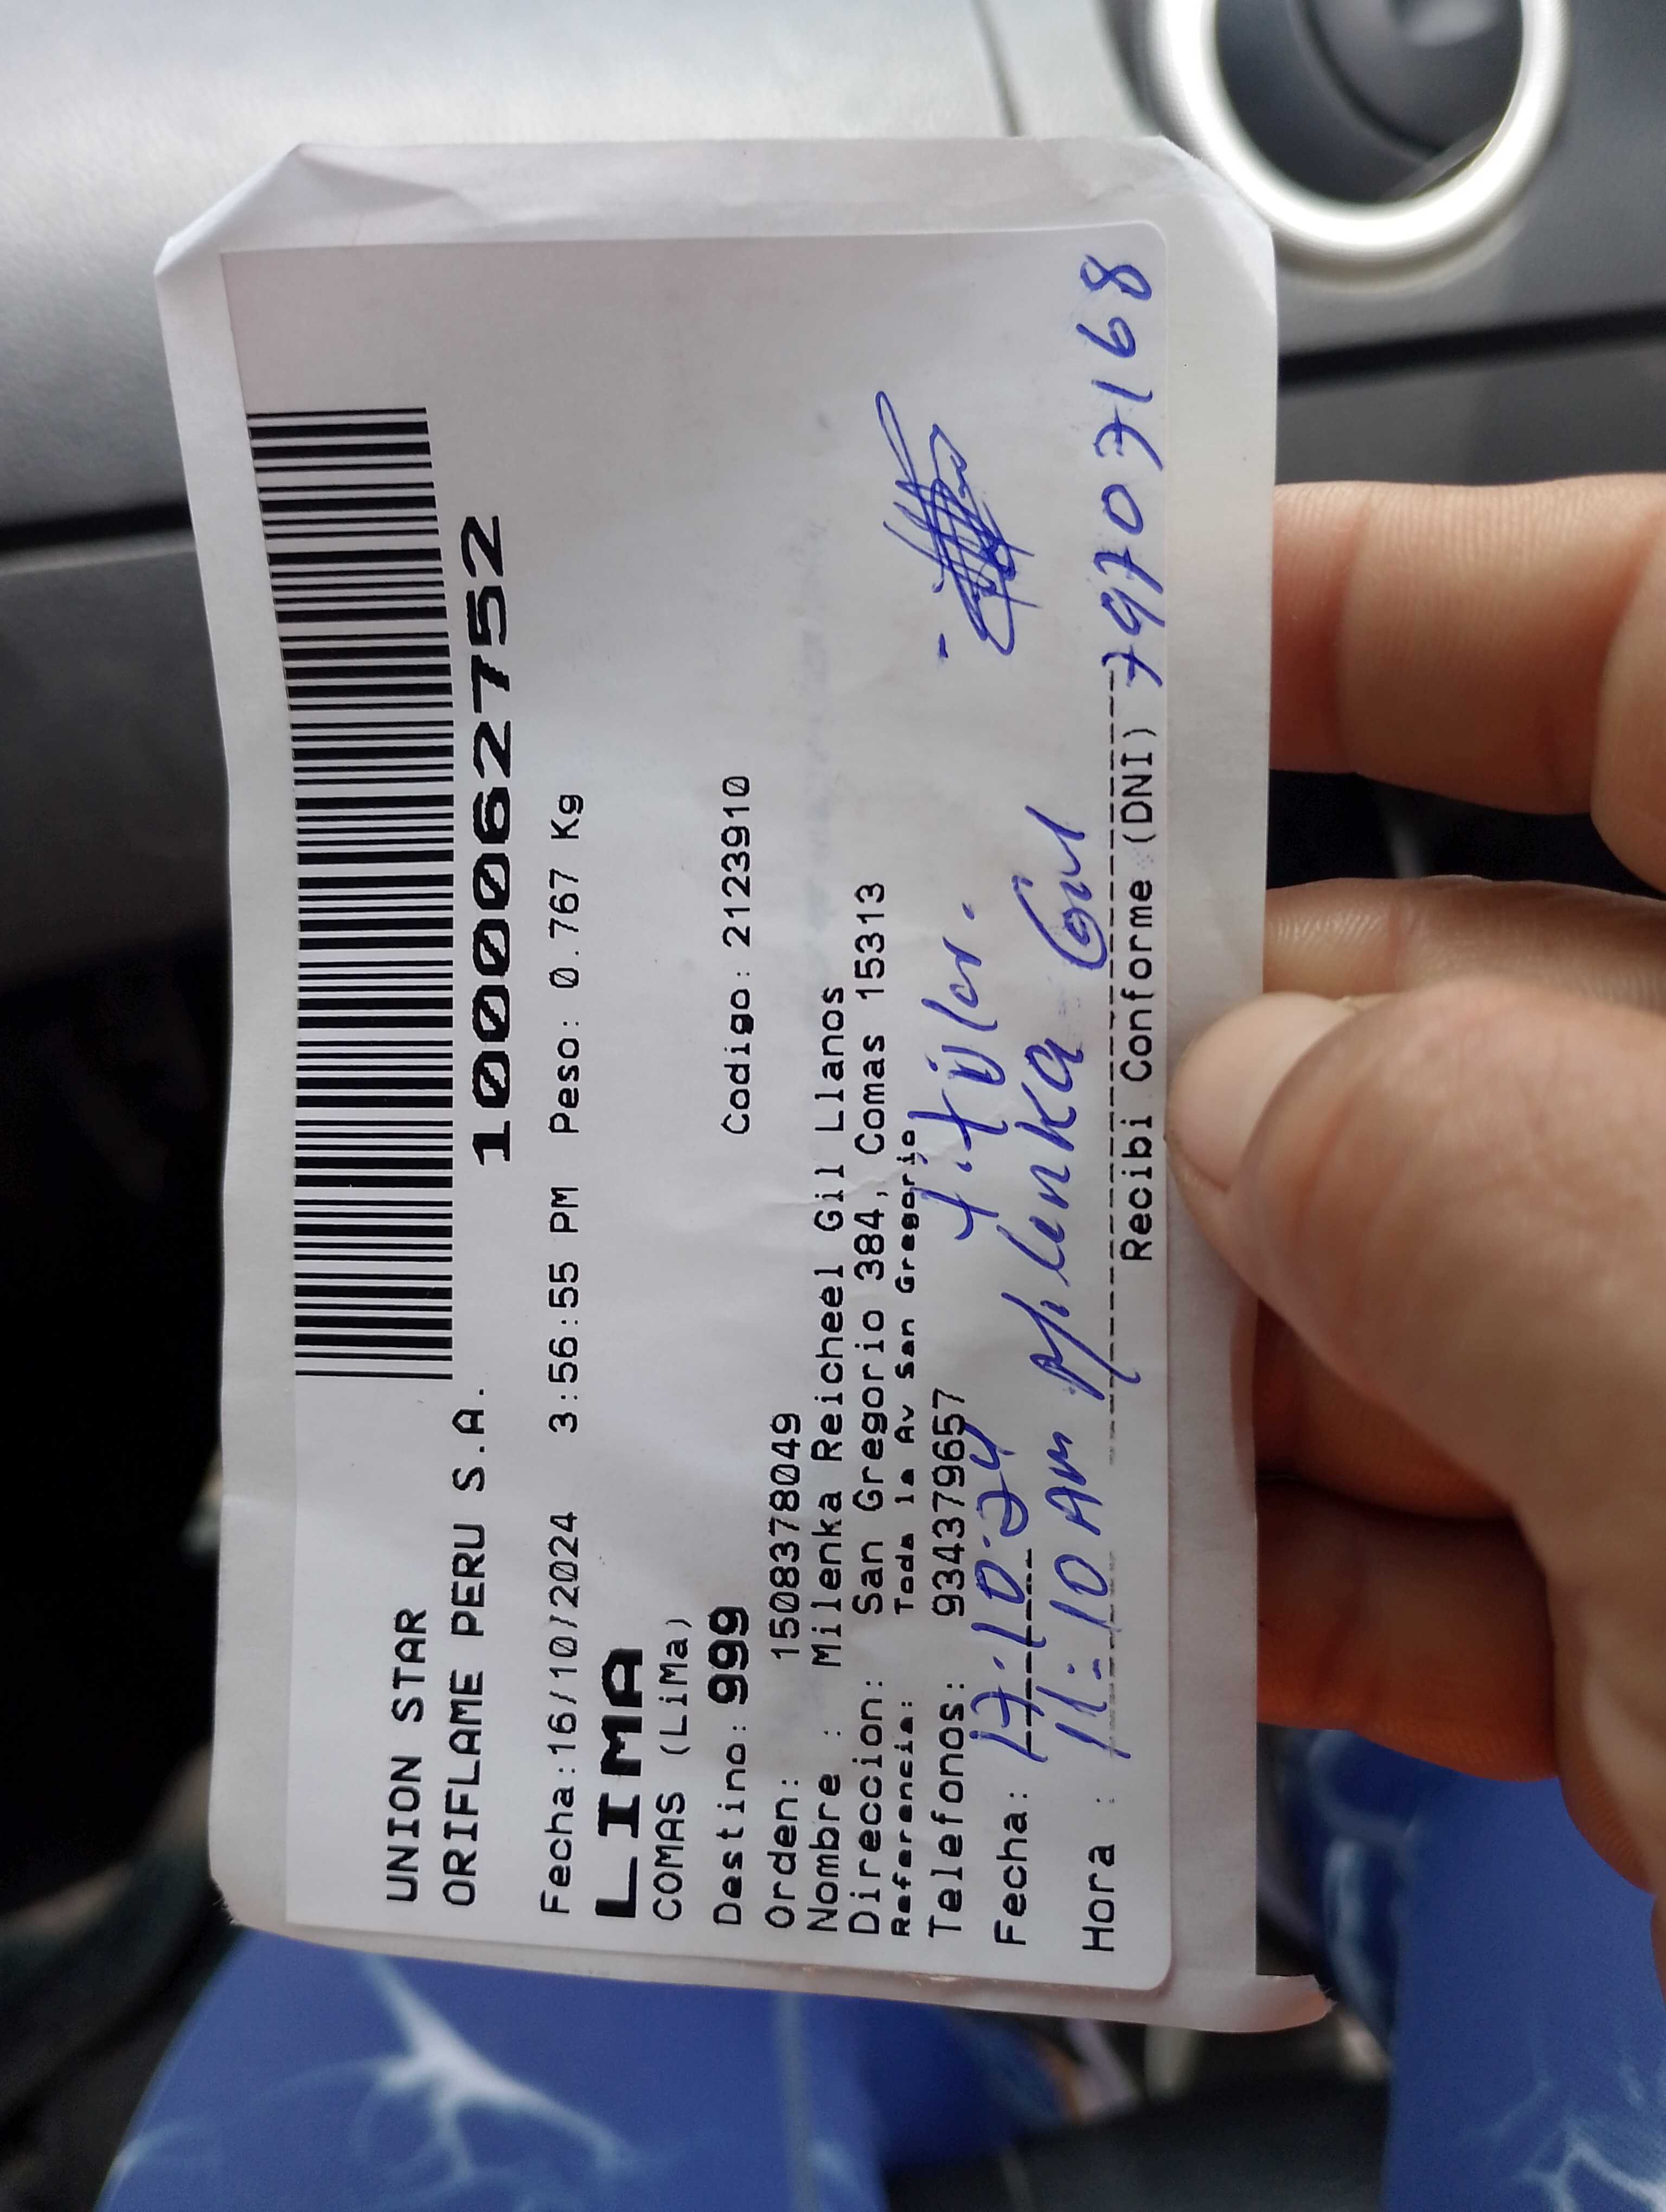 UNION STAR
ORIFLAME PERU S.A.
1000062752
Fecha:16/10/2024 3:56:55 PM Peso: 0.767 Kg
LIMA
COMAS (LiMa)
Destino: 999 Codigo: 2123910
Orden: 1508378049
Nombre : Milenka Reicheel Gil Llanos
Direccion: San Gregorio 384, Comas 15313
Referencia: Toda la Av San Gregorio
Telefonos: 934379657
titular.
Fecha: 17.10.24
Hora : 11:10 Am Milenka Gil
Recibi Conforme (DNI) 79703168